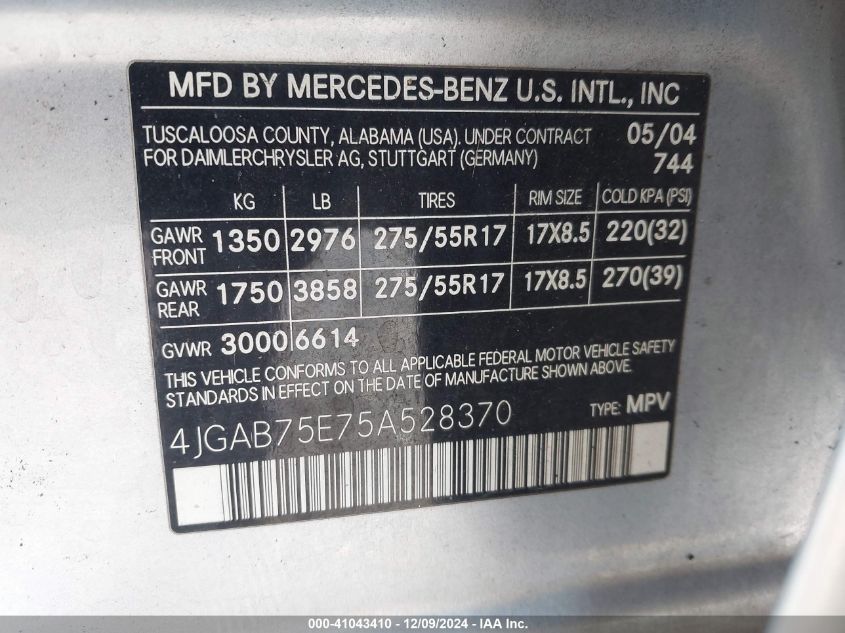 MFD BY MERCEDES-BENZ U.S. INTL., INC
TUSCALOOSA COUNTY, ALABAMA (USA). UNDER CONTRACT 05/04
FOR DAIMLERCHRYSLER AG, STUTTGART (GERMANY) 744
KG LB TIRES RIM SIZE COLD KPA (PSI)
GAWR FRONT 1350 2976 275/55R17 17X8.5 220(32)
GAWR REAR 1750 3858 275/55R17 17X8.5 270(39)
GVWR 3000 6614
THIS VEHICLE CONFORMS TO ALL APPLICABLE FEDERAL MOTOR VEHICLE SAFETY
STANDARDS IN EFFECT ON THE DATE OF MANUFACTURE SHOWN ABOVE.
4JGAB75E75A528370 TYPE: MPV
000-41043410 - 12/09/2024 - IAA Inc.